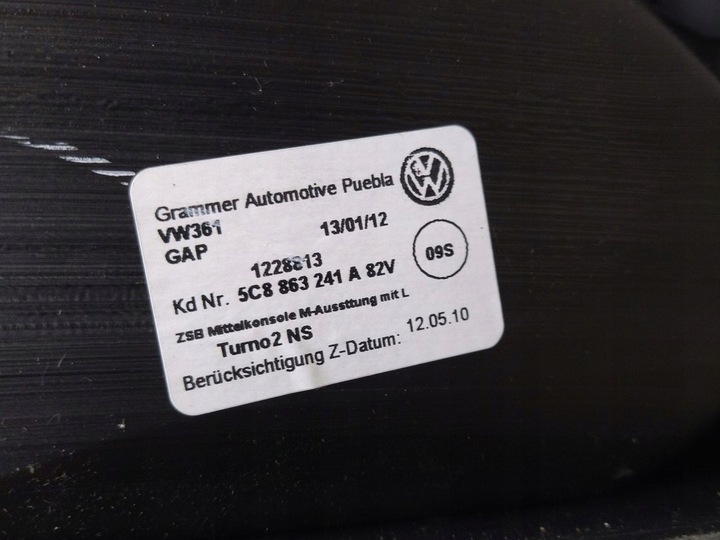 Grammer Automotive Puebla
VW361 13/01/12
GAP
1228813 09S
Kd Nr. 5C8 863 241 A 82V
ZSB Mittelkonsole M-Aussttung mit L
Turno2 NS
Berücksichtigung Z-Datum: 12.05.10